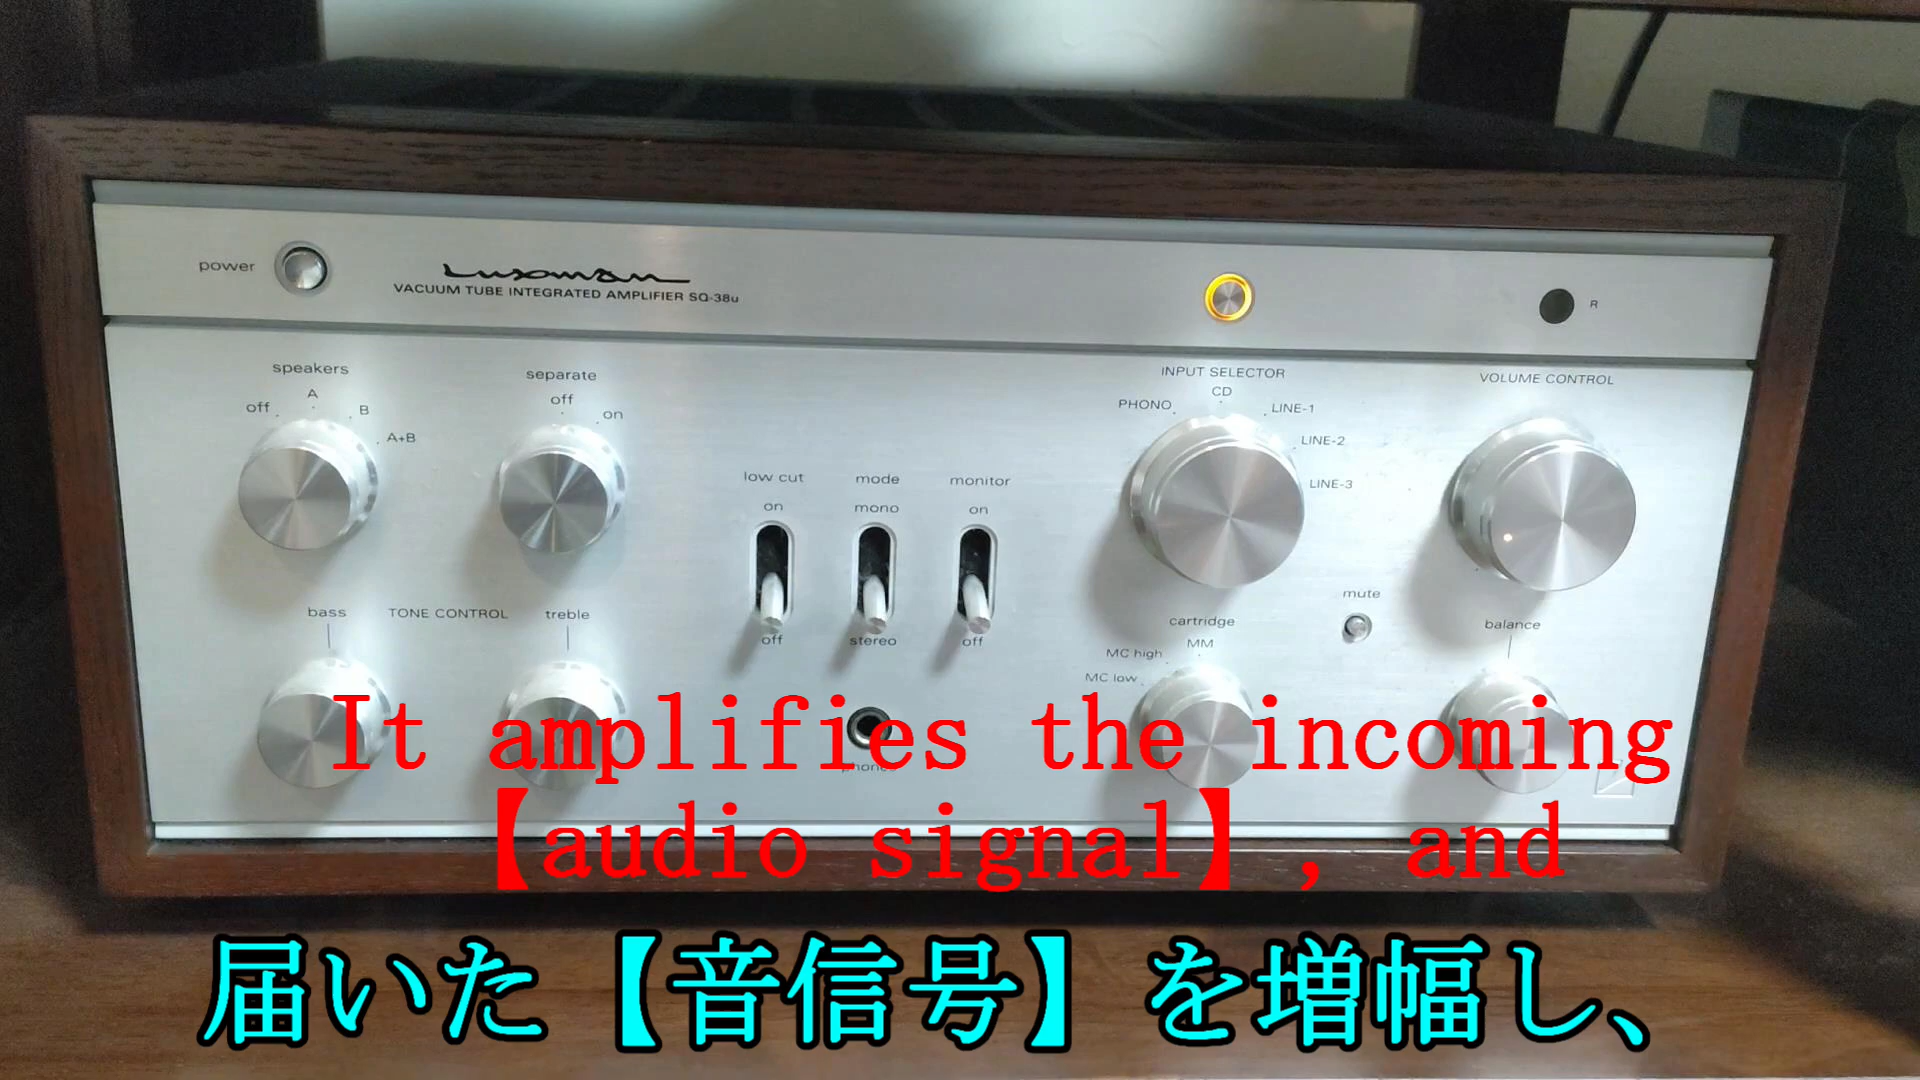 power
Luxman
VACUUM TUBE INTEGRATED AMPLIFIER SQ-38u
R
speakers
off
A
B
A+B
separate
off
on
low cut
on
off
mode
mono
stereo
monitor
on
off
INPUT SELECTOR
PHONO
CD
LINE-1
LINE-2
LINE-3
VOLUME CONTROL
bass
TONE CONTROL
treble
mute
cartridge
MC low
MC high
MM
balance
phones
It amplifies the incoming
【audio signal】, and
届いた【音信号】を増幅し、